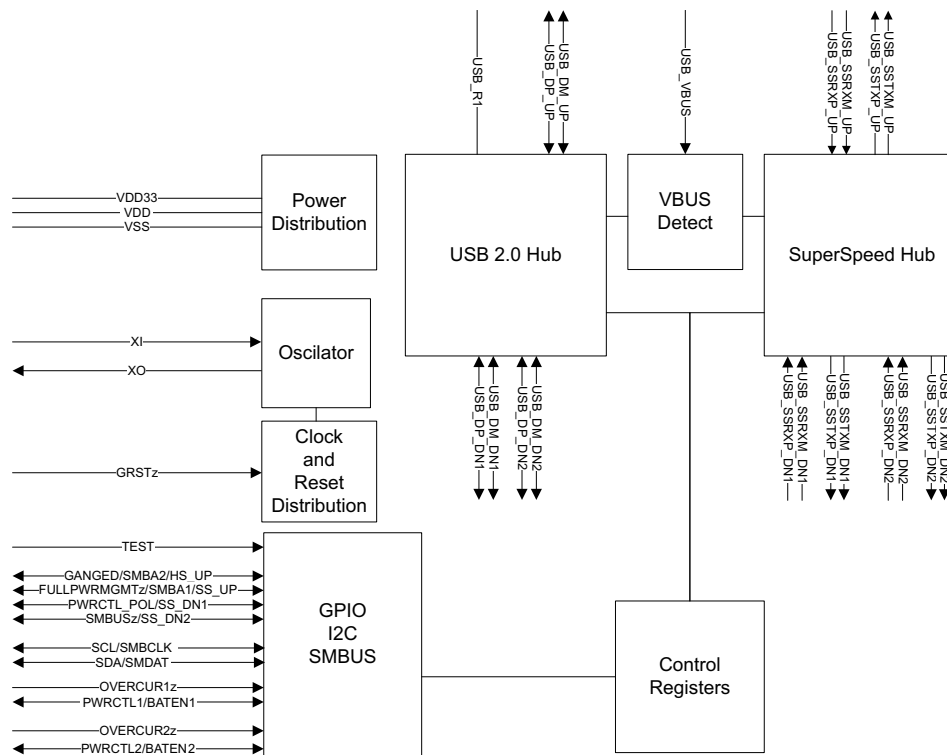 USB_R1
USB_DP_UP
USB_DM_UP
USB_VBUS
USB_SSRXP_UP
USB_SSRXM_UP
USB_SSTXP_UP
USB_SSTXM_UP
VDD33
VDD
VSS
Power
Distribution
USB 2.0 Hub
VBUS
Detect
SuperSpeed Hub
XI
XO
Oscilator
USB_DP_DN1
USB_DM_DN1
USB_DP_DN2
USB_DM_DN2
USB_SSRXP_DN1
USB_SSRXM_DN1
USB_SSTXP_DN1
USB_SSTXM_DN1
USB_SSRXP_DN2
USB_SSRXM_DN2
USB_SSTXP_DN2
USB_SSTXM_DN2
GRSTz
Clock
and
Reset
Distribution
TEST
GANGED/SMBA2/HS_UP
FULLPWRMGMTz/SMBA1/SS_UP
PWRCTL_POL/SS_DN1
SMBUSz/SS_DN2
SCL/SMBCLK
SDA/SMDAT
OVERCUR1z
PWRCTL1/BATEN1
OVERCUR2z
PWRCTL2/BATEN2
GPIO
I2C
SMBUS
Control
Registers